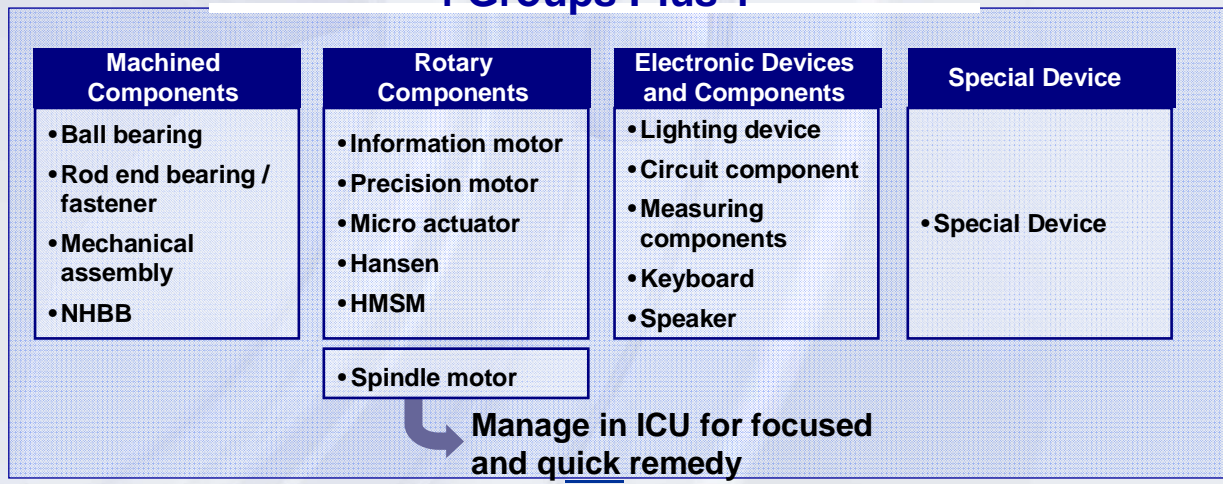 Groups Plus
Machined
Components
• Ball bearing
• Rod end bearing /
fastener
• Mechanical
assembly
• NHBB
Rotary
Components
• Information motor
• Precision motor
• Micro actuator
• Hansen
• HMSM
• Spindle motor
Manage in ICU for focused
and quick remedy
Electronic Devices
and Components
• Lighting device
• Circuit component
• Measuring
components
• Keyboard
• Speaker
Special Device
• Special Device